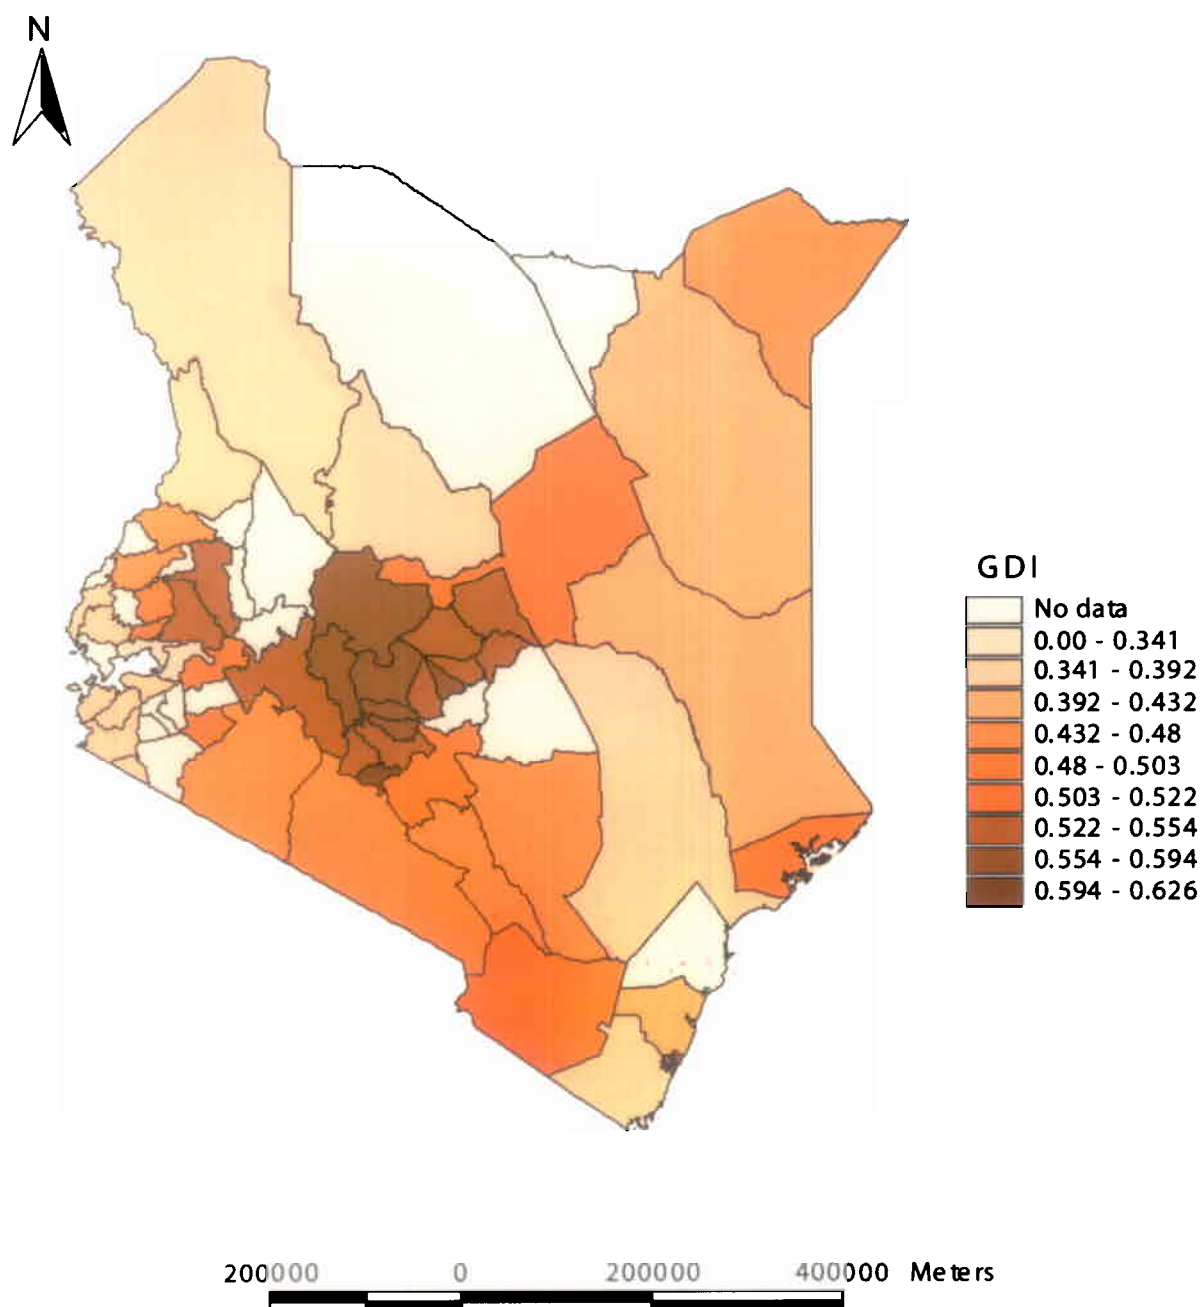 N
GDI
No data
0.00 - 0.341
0.341 - 0.392
0.392 - 0.432
0.432 - 0.48
0.48 - 0.503
0.503 - 0.522
0.522 - 0.554
0.554 - 0.594
0.594 - 0.626
200000 0 200000 400000 Meters